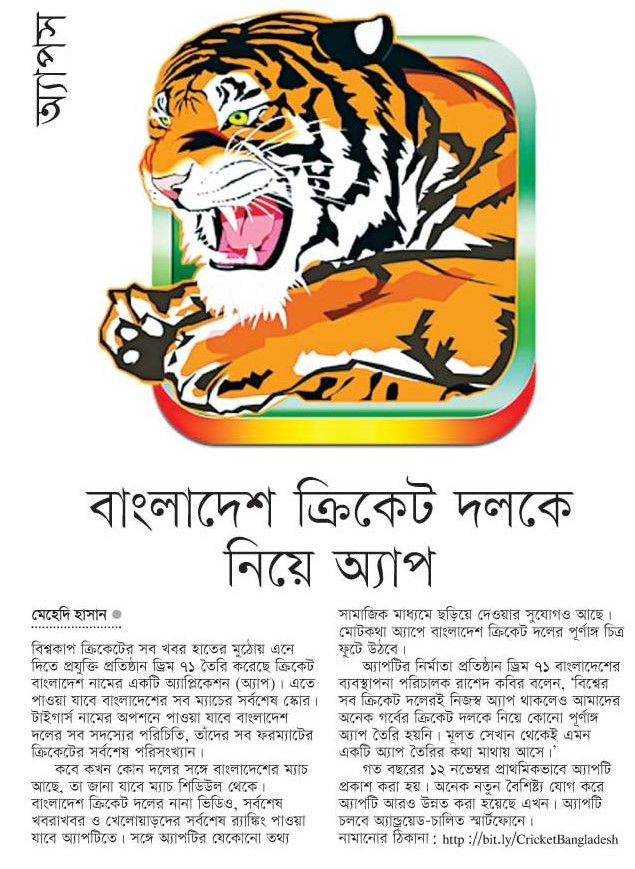 অ্যাপস
বাংলাদেশ ক্রিকেট দলকে
নিয়ে অ্যাপ
মেহেদি হাসান ●
বিশ্বকাপ ক্রিকেটের সব খবর হাতের মুঠোয় এনে
দিতে প্রযুক্তি প্রতিষ্ঠান ড্রিম ৭১ তৈরি করেছে ক্রিকেট
বাংলাদেশ নামের একটি অ্যাপ্লিকেশন (অ্যাপ)। এতে
পাওয়া যাবে বাংলাদেশের সব ম্যাচের সর্বশেষ স্কোর।
টাইগার্স নামের অপশনে পাওয়া যাবে বাংলাদেশ
দলের সব সদস্যের পরিচিতি, তাঁদের সব ফরম্যাটের
ক্রিকেটের সর্বশেষ পরিসংখ্যান।
কবে কখন কোন দলের সঙ্গে বাংলাদেশের ম্যাচ
আছে, তা জানা যাবে ম্যাচ শিডিউল থেকে।
বাংলাদেশ ক্রিকেট দলের নানা ভিডিও, সর্বশেষ
খবরাখবর ও খেলোয়াড়দের সর্বশেষ র‍্যাঙ্কিং পাওয়া
যাবে অ্যাপটিতে। সঙ্গে অ্যাপটির যেকোনো তথ্য
সামাজিক মাধ্যমে ছড়িয়ে দেওয়ার সুযোগও আছে।
মোটকথা অ্যাপে বাংলাদেশ ক্রিকেট দলের পূর্ণাঙ্গ চিত্র
ফুটে উঠবে।
অ্যাপটির নির্মাতা প্রতিষ্ঠান ড্রিম ৭১ বাংলাদেশের
ব্যবস্থাপনা পরিচালক রাশেদ কবির বলেন, ‘বিশ্বের
সব ক্রিকেট দলেরই নিজস্ব অ্যাপ থাকলেও আমাদের
অনেক গর্বের ক্রিকেট দলকে নিয়ে কোনো পূর্ণাঙ্গ
অ্যাপ তৈরি হয়নি। মূলত সেখান থেকেই এমন
একটি অ্যাপ তৈরির কথা মাথায় আসে।’
গত বছরের ১২ নভেম্বর প্রাথমিকভাবে অ্যাপটি
প্রকাশ করা হয়। অনেক নতুন বৈশিষ্ট্য যোগ করে
অ্যাপটি আরও উন্নত করা হয়েছে এখন। অ্যাপটি
চলবে অ্যান্ড্রয়েড-চালিত স্মার্টফোনে।
নামানোর ঠিকানা : http://bit.ly/CricketBangladesh